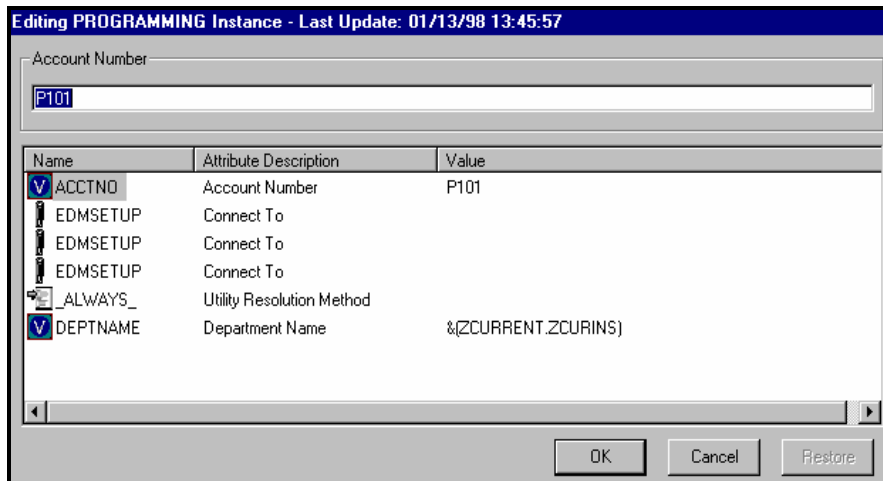 Editing PROGRAMMING Instance - Last Update: 01/13/98 13:45:57
Account Number
P101
Name Attribute Description Value
V ACCTNO Account Number P101
EDMSETUP Connect To
EDMSETUP Connect To
EDMSETUP Connect To
_ALWAYS_ Utility Resolution Method
V DEPTNAME Department Name &(ZCURRENT.ZCURINS)
OK Cancel Restore